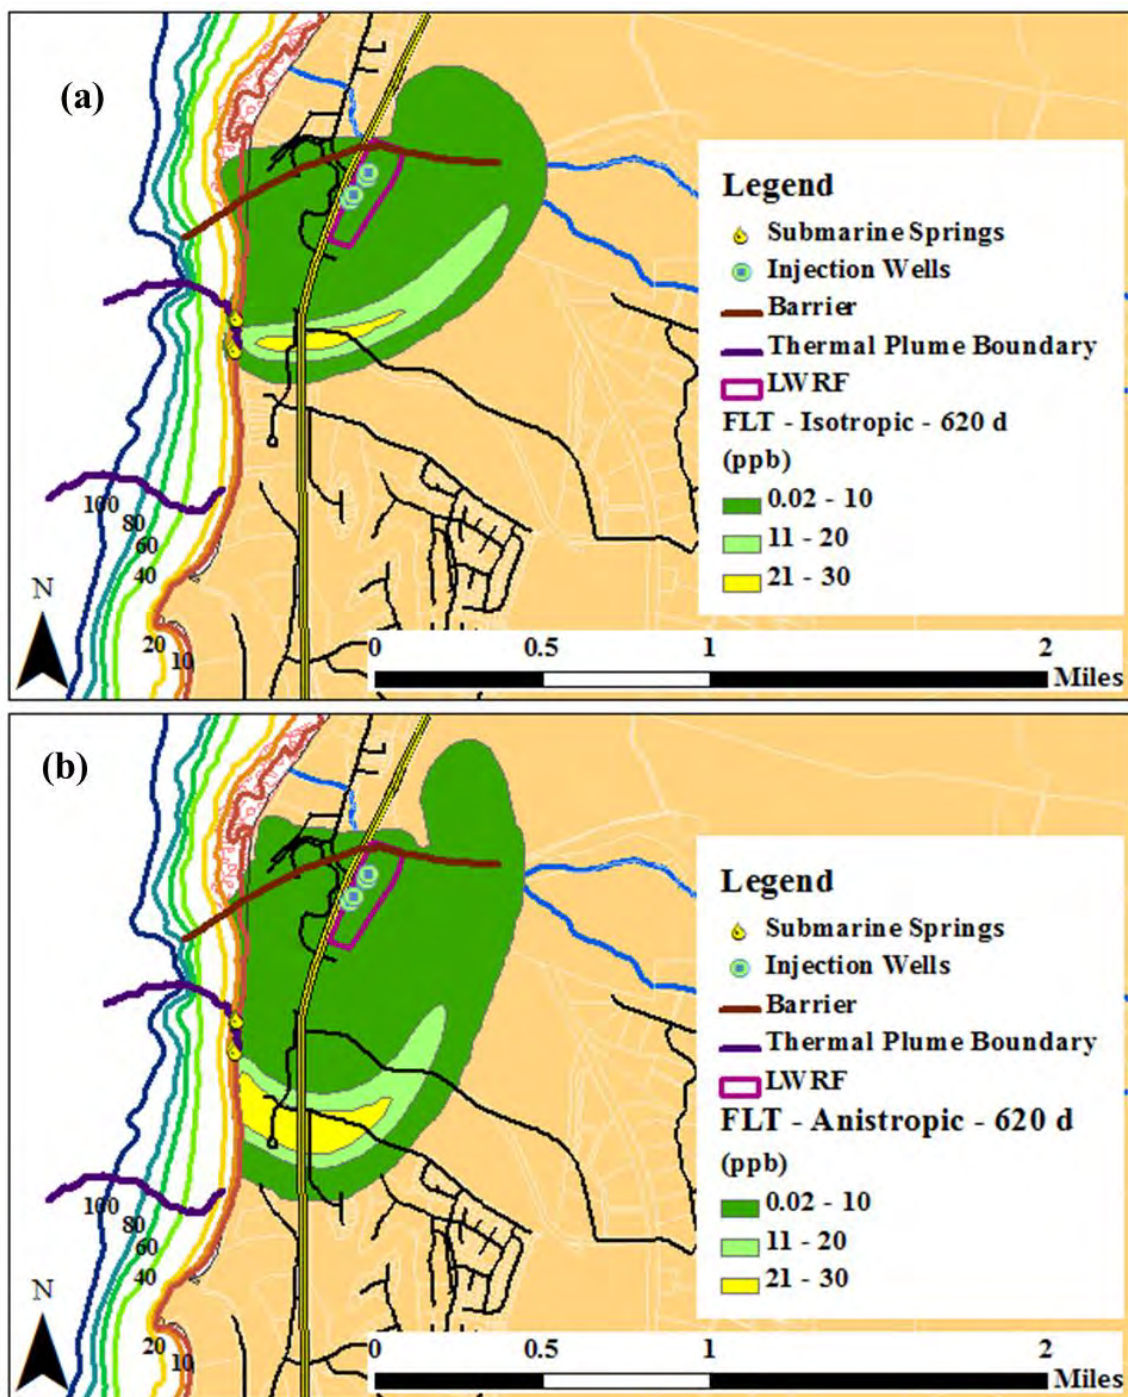 (a)
Legend
Submarine Springs
Injection Wells
Barrier
Thermal Plume Boundary
LWRF
FLT - Isotropic - 620 d
(ppb)
0.02 - 10
11 - 20
21 - 30
100
80
60
40
20
10
N
0 0.5 1 2
Miles
(b)
Legend
Submarine Springs
Injection Wells
Barrier
Thermal Plume Boundary
LWRF
FLT - Anistropic - 620 d
(ppb)
0.02 - 10
11 - 20
21 - 30
100
80
60
40
20
10
N
0 0.5 1 2
Miles